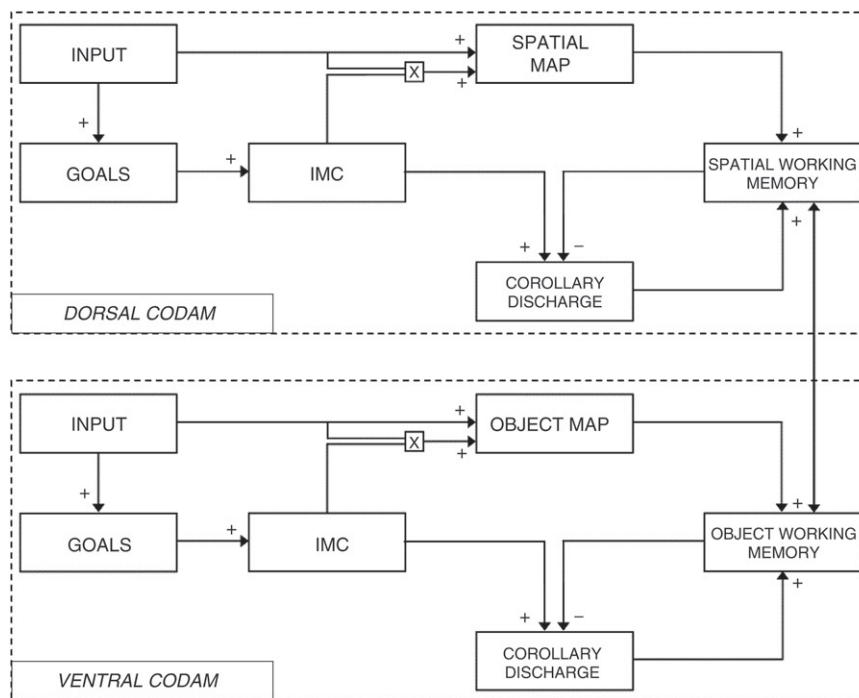 INPUT
+
SPATIAL
MAP
X
+
+
+
GOALS
+
IMC
SPATIAL WORKING
MEMORY
+
+
−
COROLLARY
DISCHARGE
DORSAL CODAM
INPUT
+
OBJECT MAP
X
+
+
+
GOALS
+
IMC
OBJECT WORKING
MEMORY
+
+
−
COROLLARY
DISCHARGE
VENTRAL CODAM